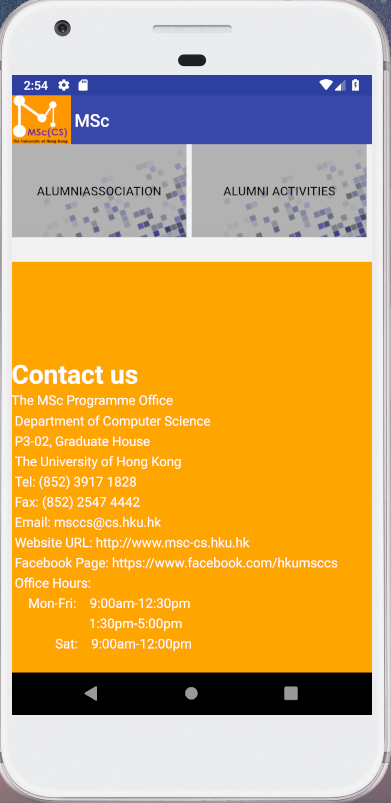 2:54
MSc(CS)
The University of Hong Kong
MSc
ALUMNIASSOCIATION
ALUMNI ACTIVITIES
Contact us
The MSc Programme Office
Department of Computer Science
P3-02, Graduate House
The University of Hong Kong
Tel: (852) 3917 1828
Fax: (852) 2547 4442
Email: msccs@cs.hku.hk
Website URL: http://www.msc-cs.hku.hk
Facebook Page: https://www.facebook.com/hkumsccs
Office Hours:
Mon-Fri: 9:00am-12:30pm
1:30pm-5:00pm
Sat: 9:00am-12:00pm